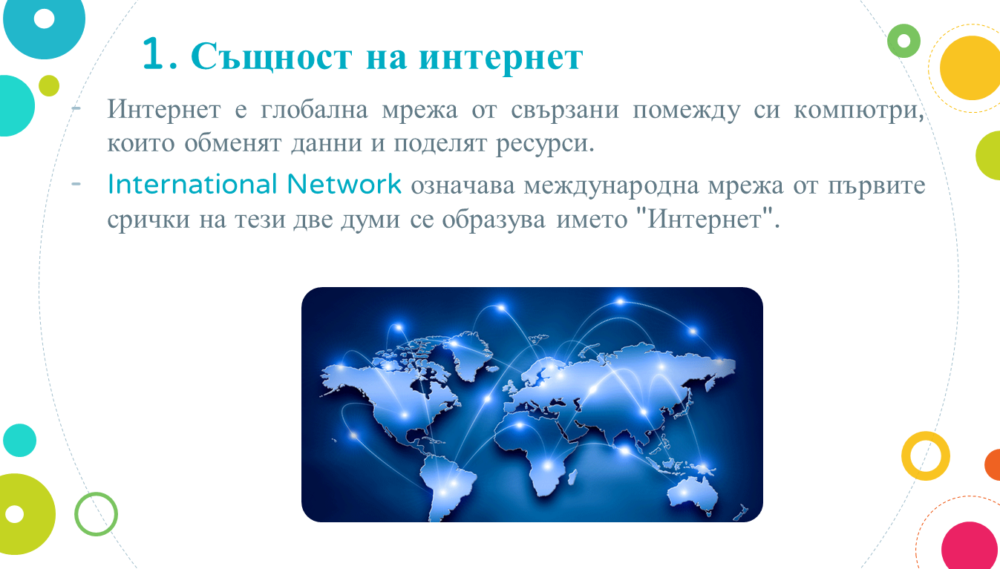 1. Същност на интернет
- Интернет е глобална мрежа от свързани помежду си компютри,
които обменят данни и поделят ресурси.
- International Network означава международна мрежа от първите
срички на тези две думи се образува името "Интернет".